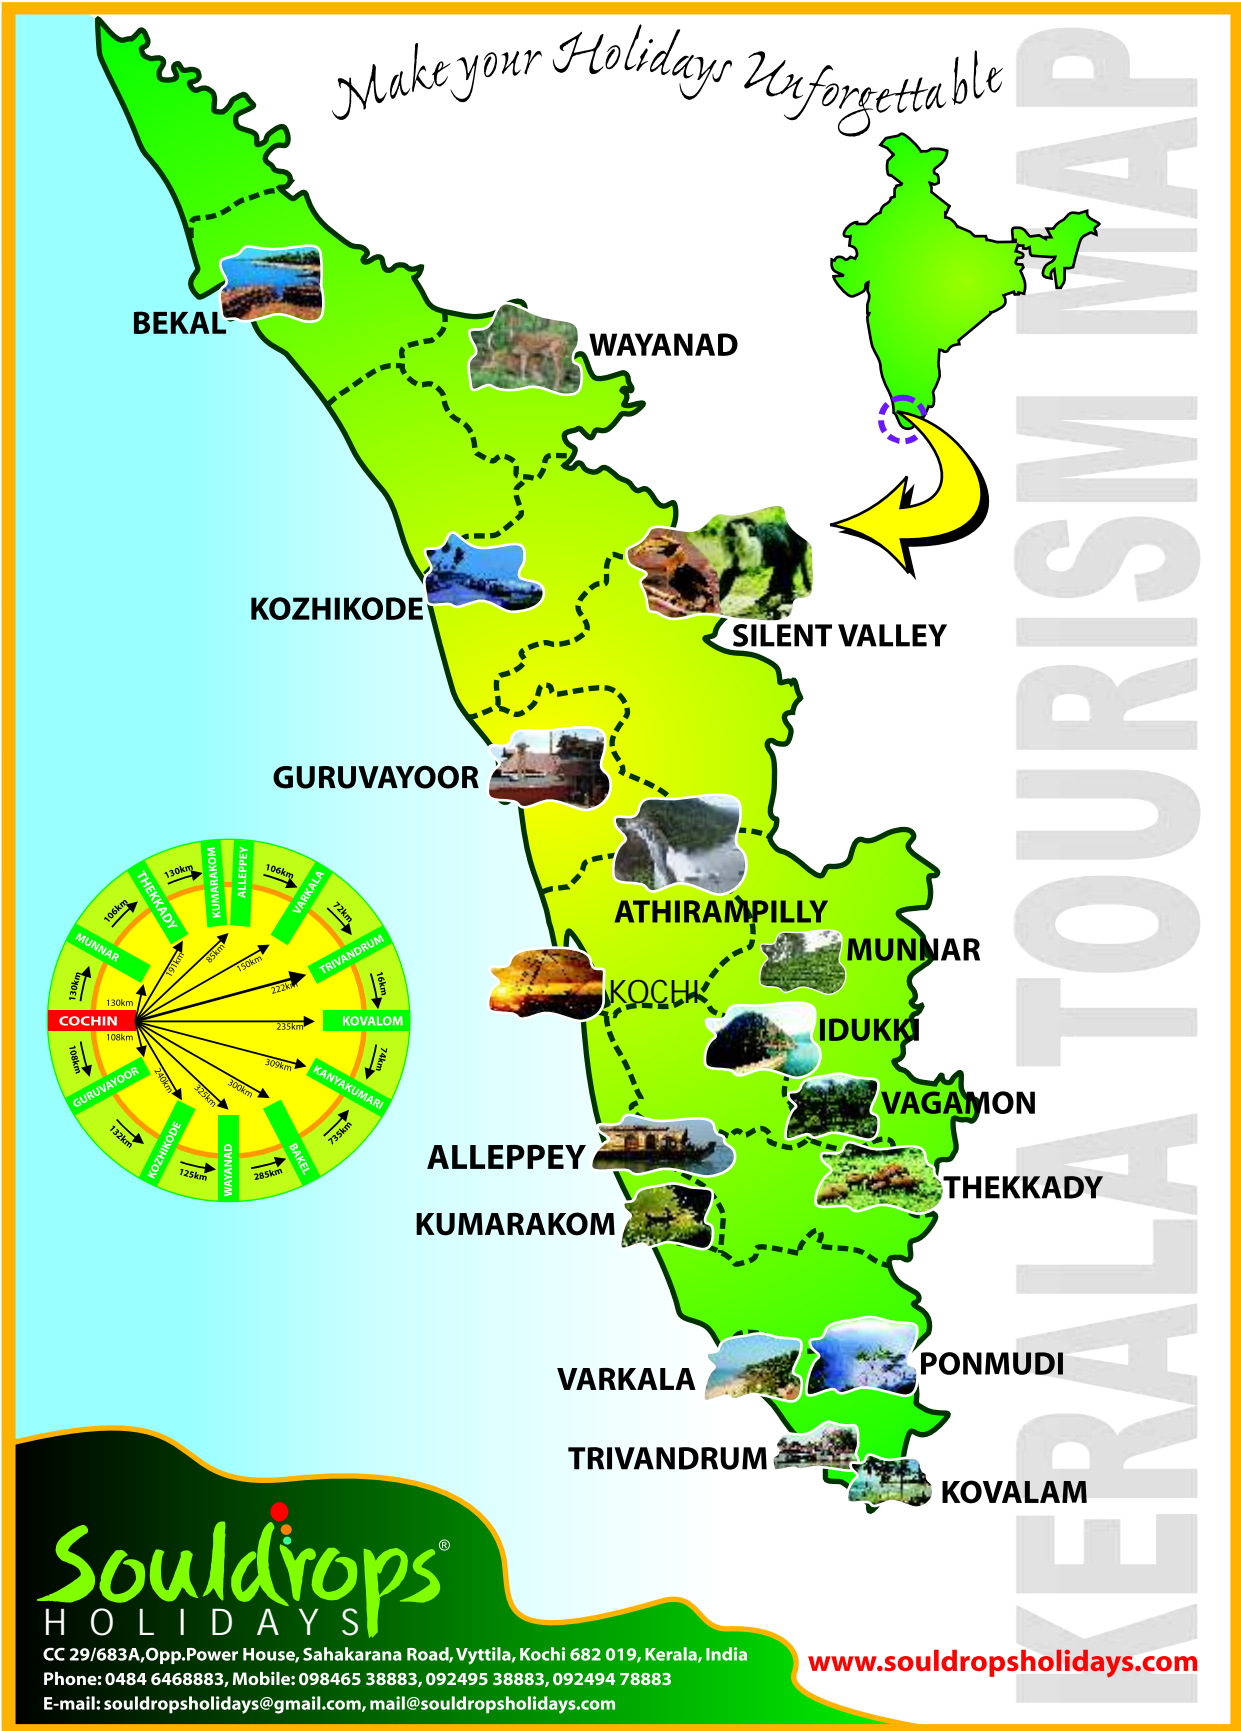 Make your Holidays Unforgettable
KERALA TOURISM MAP
BEKAL
WAYANAD
KOZHIKODE
SILENT VALLEY
GURUVAYOOR
ATHIRAMPILLY
MUNNAR
KOCHI
IDUKKI
VAGAMON
ALLEPPEY
THEKKADY
KUMARAKOM
VARKALA
PONMUDI
TRIVANDRUM
KOVALAM
COCHIN
130km
MUNNAR
106km
THEKKADY
130km
KUMARAKOM
ALLEPPEY
106km
VARKALA
72km
TRIVANDRUM
16km
KOVALOM
74km
KANYAKUMARI
735km
BAKEL
285km
WAYANAD
125km
KOZHIKODE
132km
GURUVAYOOR
108km
130km
191km
85km
150km
222km
235km
309km
300km
325km
240km
108km
Souldrops®
HOLIDAYS
CC 29/683A,Opp.Power House, Sahakarana Road, Vyttila, Kochi 682 019, Kerala, India
Phone: 0484 6468883, Mobile: 098465 38883, 092495 38883, 092494 78883
E-mail: souldropsholidays@gmail.com, mail@souldropsholidays.com
www.souldropsholidays.com